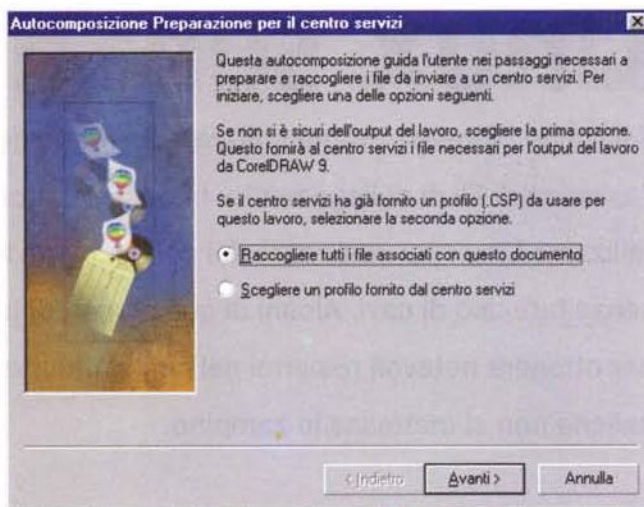 Autocomposizione Preparazione per il centro servizi
Questa autocomposizione guida l'utente nei passaggi necessari a
preparare e raccogliere i file da inviare a un centro servizi. Per
iniziare, scegliere una delle opzioni seguenti.
Se non si è sicuri dell'output del lavoro, scegliere la prima opzione.
Questo fornirà al centro servizi i file necessari per l'output del lavoro
da CorelDRAW 9.
Se il centro servizi ha già fornito un profilo (.CSP) da usare per
questo lavoro, selezionare la seconda opzione.
Raccogliere tutti i file associati con questo documento
Scegliere un profilo fornito dal centro servizi
< Indietro Avanti > Annulla